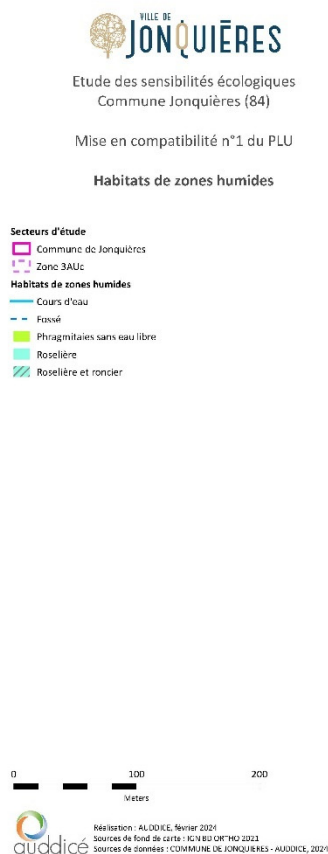 VILLE DE
JONQUIÈRES
Etude des sensibilités écologiques
Commune Jonquières (84)
Mise en compatibilité n°1 du PLU
Habitats de zones humides
Secteurs d'étude
Commune de Jonquières
Zone 3AUc
Habitats de zones humides
Cours d'eau
Fossé
Phragmitaies sans eau libre
Roselière
Roselière et roncier
0 100 200
Meters
auddicé
Réalisation : AUDDICE, février 2024
Sources de fond de carte : IGN BD ORTHO 2021
Sources de données : COMMUNE DE JONQUIERES - AUDDICE, 2024